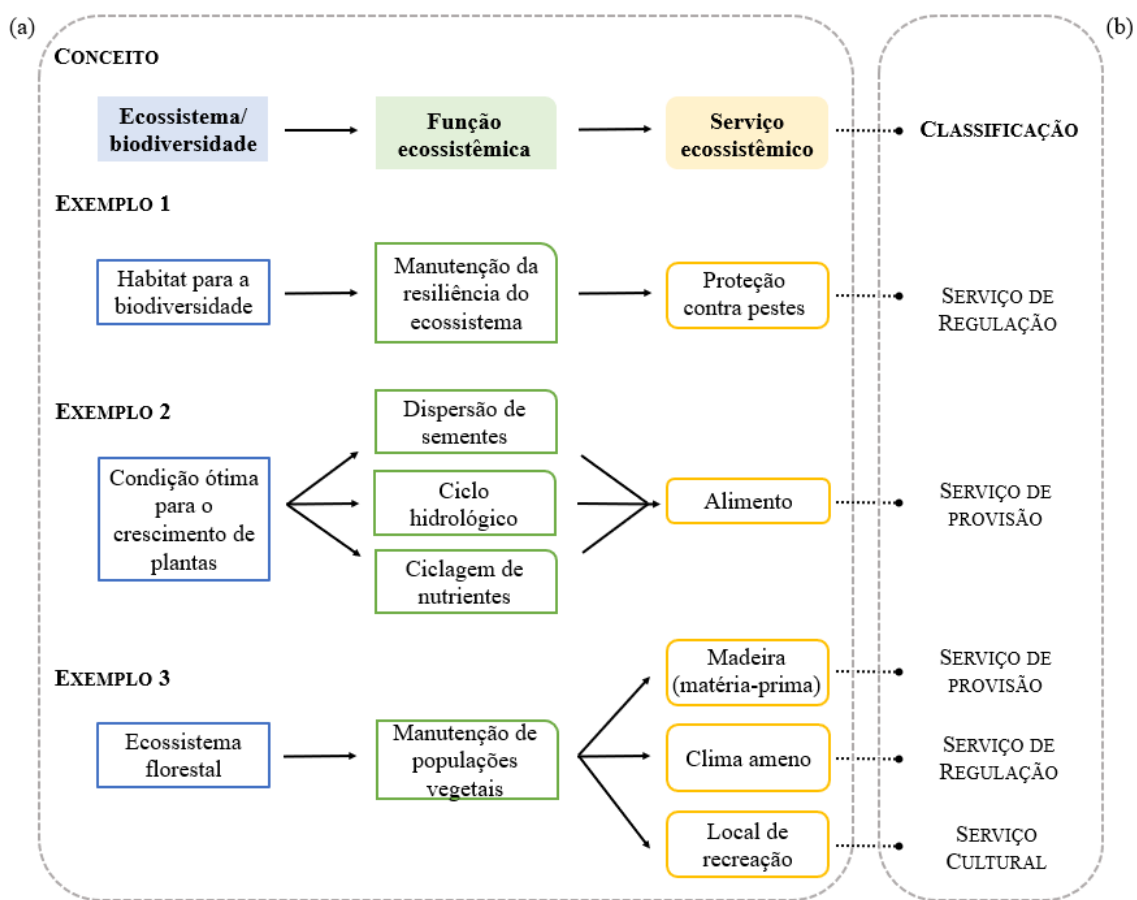 (a)
(b)
CONCEITO
Ecossistema/
biodiversidade
Função
ecossistêmica
Serviço
ecossistêmico
CLASSIFICAÇÃO
EXEMPLO 1
Habitat para a
biodiversidade
Manutenção da
resiliência do
ecossistema
Proteção
contra pestes
SERVIÇO DE
REGULAÇÃO
EXEMPLO 2
Condição ótima
para o
crescimento de
plantas
Dispersão de
sementes
Ciclo
hidrológico
Ciclagem de
nutrientes
Alimento
SERVIÇO DE
PROVISÃO
EXEMPLO 3
Ecossistema
florestal
Manutenção de
populações
vegetais
Madeira
(matéria-prima)
SERVIÇO DE
PROVISÃO
Clima ameno
SERVIÇO DE
REGULAÇÃO
Local de
recreação
SERVIÇO
CULTURAL